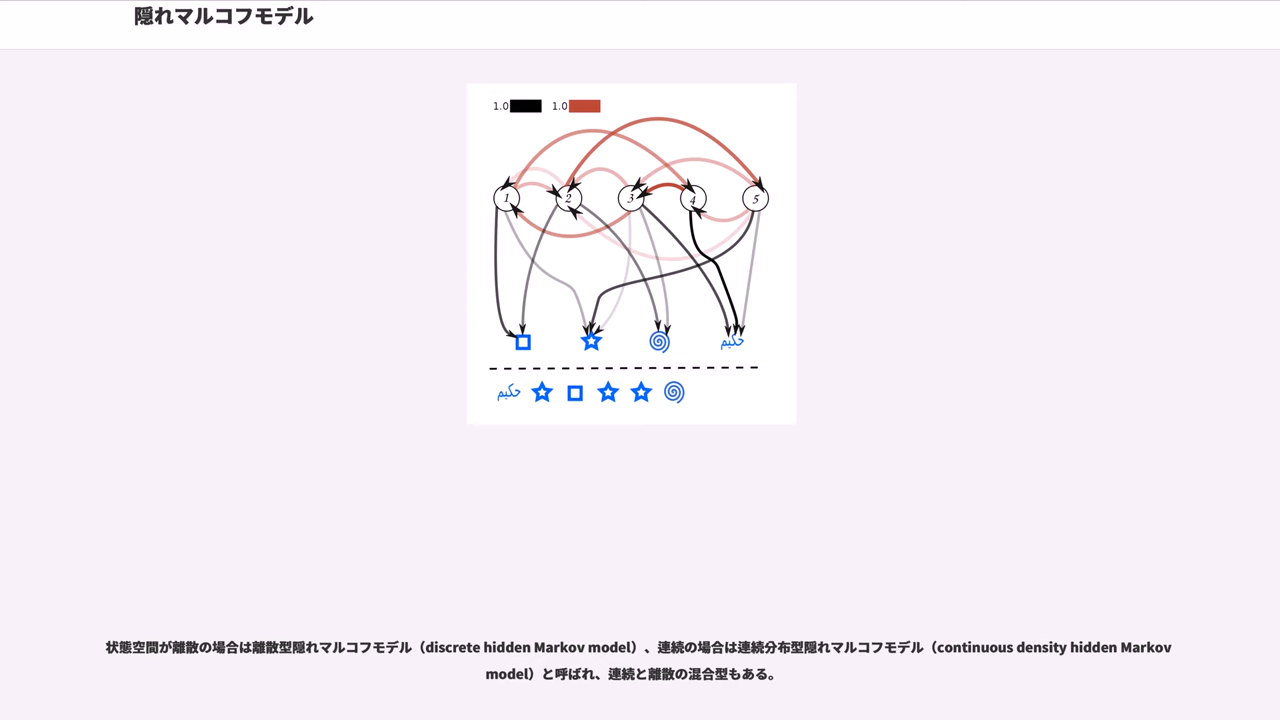 隠れマルコフモデル
1.0 1.0
1 2 3 4 5
حكيم
حكيم
状態空間が離散の場合は離散型隠れマルコフモデル（discrete hidden Markov model）、連続の場合は連続分布型隠れマルコフモデル（continuous density hidden Markov
model）と呼ばれ、連続と離散の混合型もある。